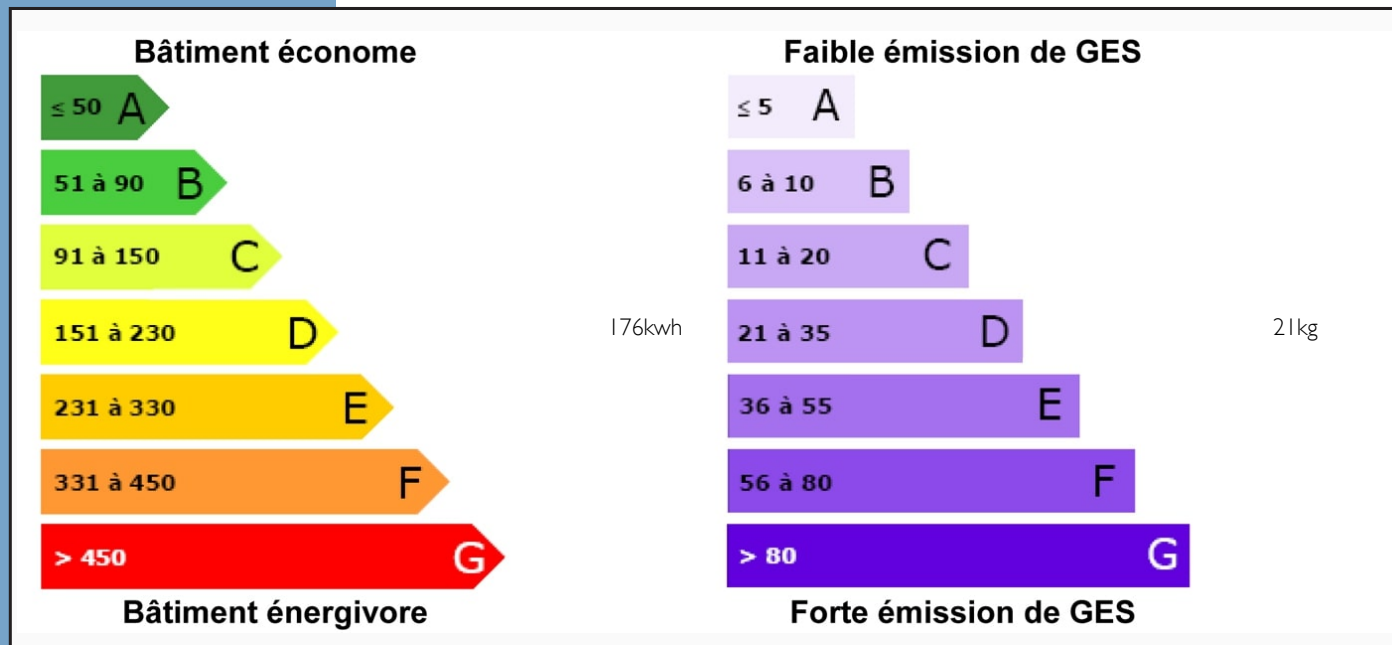 Bâtiment économe
≤ 50 A
51 à 90 B
91 à 150 C
151 à 230 D
231 à 330 E
331 à 450 F
> 450 G
Bâtiment énergivore
176kwh
Faible émission de GES
≤ 5 A
6 à 10 B
11 à 20 C
21 à 35 D
36 à 55 E
56 à 80 F
> 80 G
Forte émission de GES
21kg